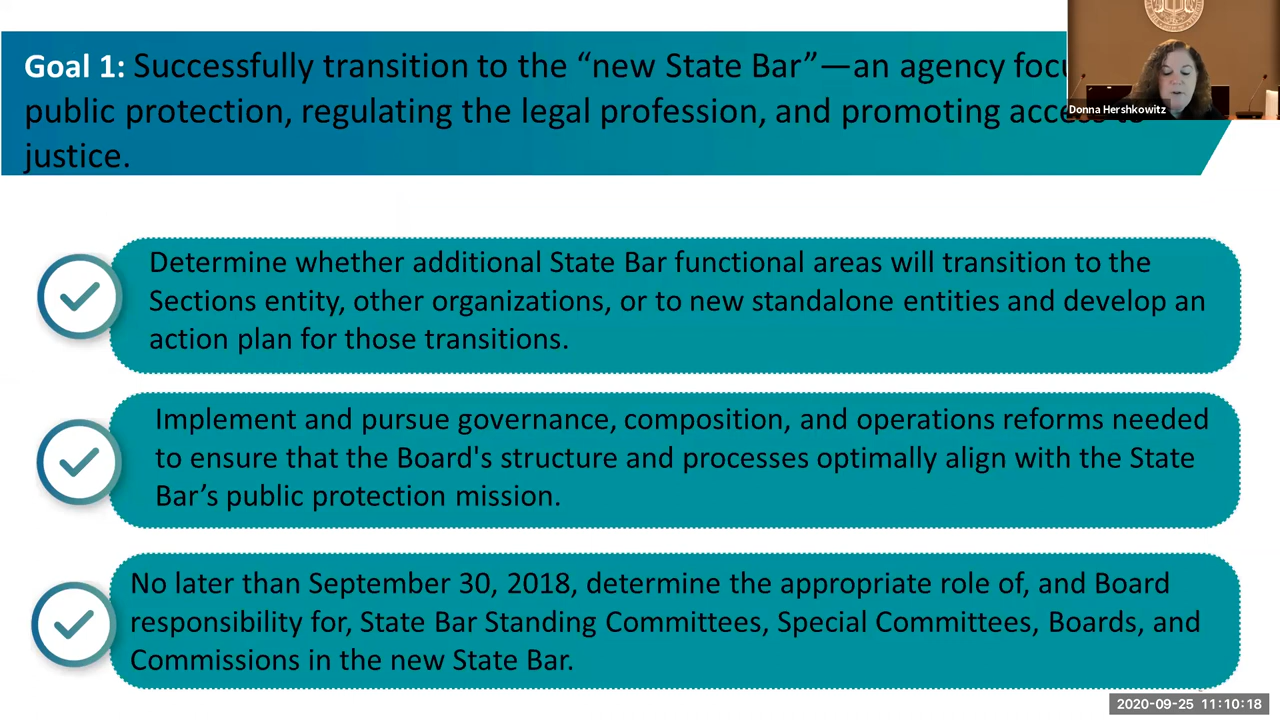 Goal 1: Successfully transition to the “new State Bar”—an agency
public protection, regulating the legal profession, and promoting
justice.
Donna Hershkowitz
Determine whether additional State Bar functional areas will transition to the
Sections entity, other organizations, or to new standalone entities and develop an
action plan for those transitions.
Implement and pursue governance, composition, and operations reforms needed
to ensure that the Board's structure and processes optimally align with the State
Bar’s public protection mission.
No later than September 30, 2018, determine the appropriate role of, and Board
responsibility for, State Bar Standing Committees, Special Committees, Boards, and
Commissions in the new State Bar.
2020-09-25 11:10:18